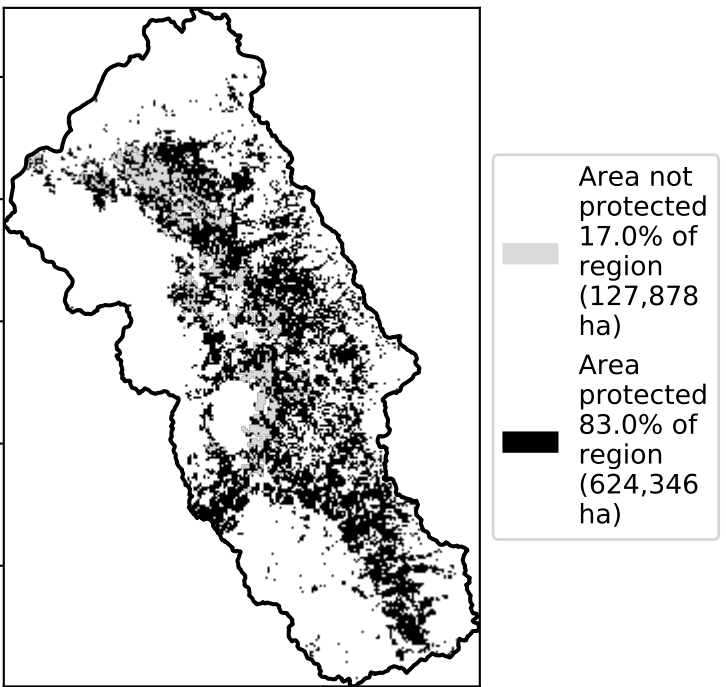 Area not
protected
17.0% of
region
(127,878
ha)
Area
protected
83.0% of
region
(624,346
ha)